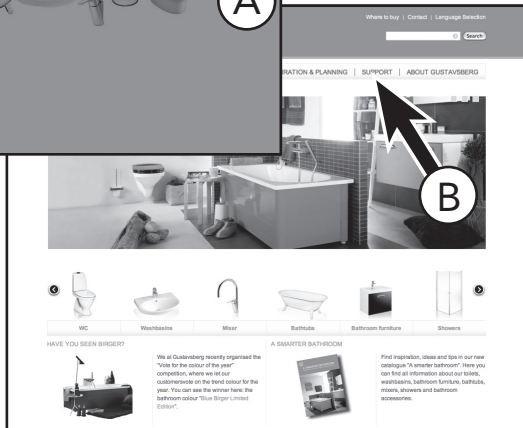 A
Where to buy | Contact | Language Selection
Search
IRATION & PLANNING | SUPPORT | ABOUT GUSTAVSBERG
B
WC Washbasins Mixer Bathtubs Bathroom furniture Showers
HAVE YOU SEEN BIRGER?
We at Gustavsberg recently organised the
"Vote for the colour of the year"
competition, where we let our
customersvote on the trend colour for the
year. You can see the winner here: the
bathroom colour "Blue Birger Limited
Edition".
A SMARTER BATHROOM
Find inspiration, ideas and tips in our new
catalogue "A smarter bathroom". Here you
can find all information about our toilets,
washbasins, bathroom furniture, bathtubs,
mixers, showers and bathroom
accessories.